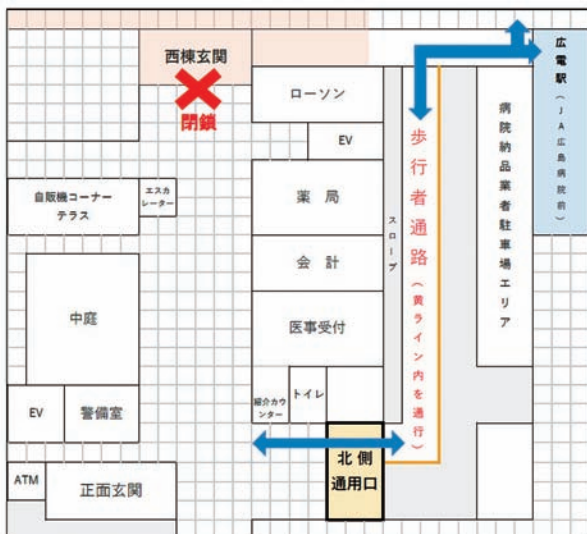 西棟玄関
閉鎖
ローソン
EV
薬局
会計
医事受付
紹介カウ
ンター
トイレ
北側
通用口
自販機コーナー
テラス
エスカ
レーター
中庭
EV
警備室
ATM
正面玄関
スロープ
歩行者通路(黄ライン内を通行)
病院納品業者駐車場エリア
広電駅(JA広島病院前)